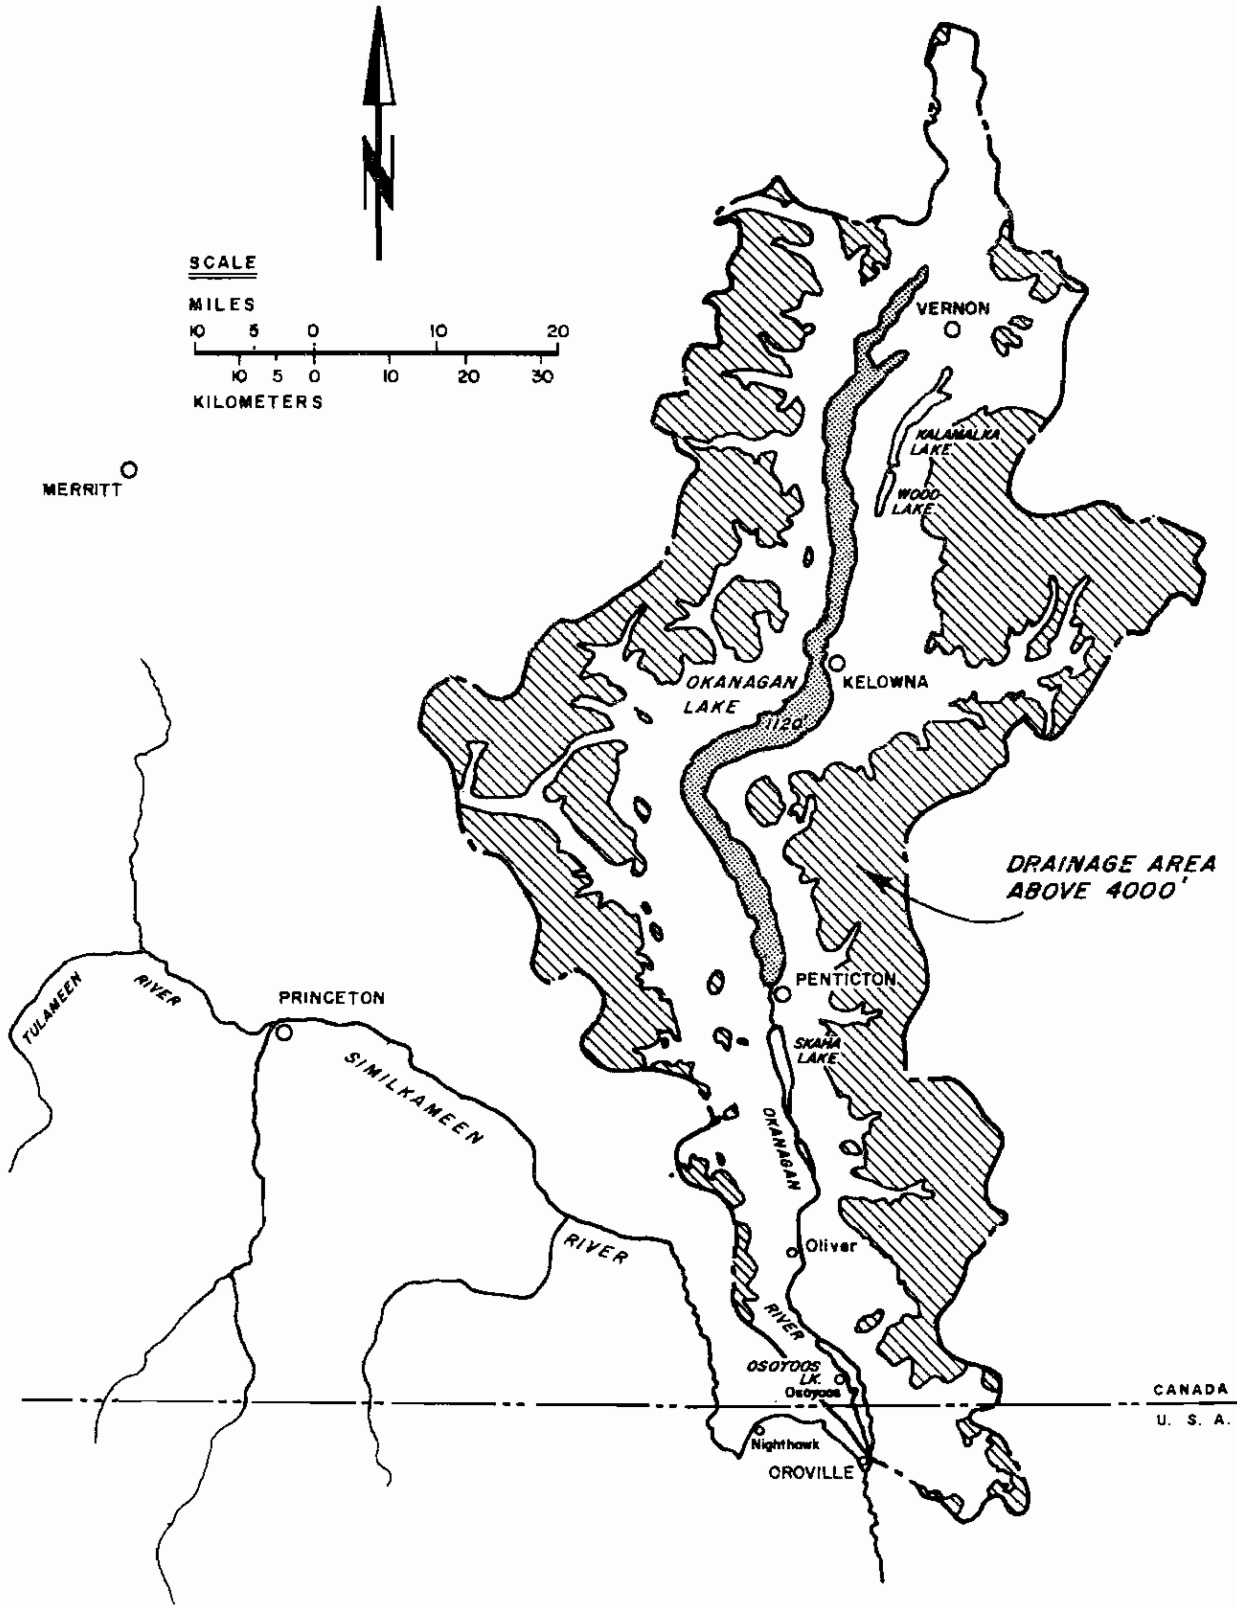 N
SCALE
MILES
10 5 0 10 20
10 5 0 10 20 30
KILOMETERS
VERNON
KALAMALKA
LAKE
MERRITT
WOOD
LAKE
OKANAGAN
LAKE
KELOWNA
1120
DRAINAGE AREA
ABOVE 4000'
PENTICTON
TULAMEEN
RIVER
PRINCETON
SKAHA
LAKE
SIMILKAMEEN
RIVER
OKANAGAN
RIVER
Oliver
OSOYOOS
LK.
Osoyoos
CANADA
U. S. A.
Nighthawk
OROVILLE